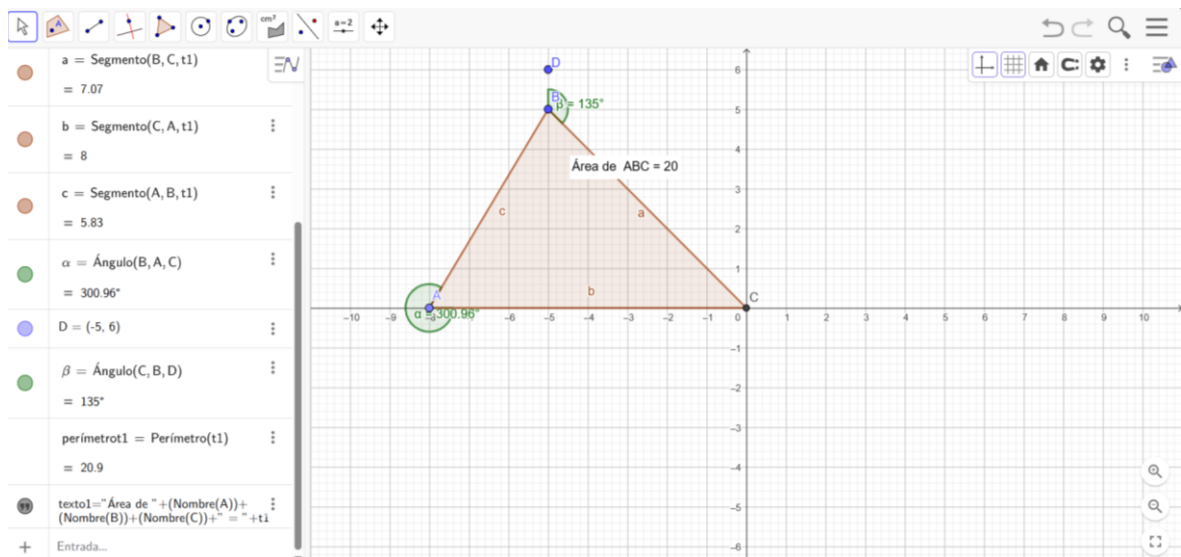 cm²
a=2
a = Segmento(B, C, t1)
= 7.07
b = Segmento(C, A, t1)
= 8
c = Segmento(A, B, t1)
= 5.83
α = Ángulo(B, A, C)
= 300.96°
D = (-5, 6)
β = Ángulo(C, B, D)
= 135°
perímetrot1 = Perímetro(t1)
= 20.9
texto1="Área de "+(Nombre(A))+
(Nombre(B))+(Nombre(C))+" = "+t1
Entrada...
D
6
B
β = 135°
5
Área de ABC = 20
4
3
c
a
2
1
A
b
C
α = 300.96°
–10 –9 –8 –7 –6 –5 –4 –3 –2 –1 0 1 2 3 4 5 6 7 8 9 10
–1
–2
–3
–4
–5
–6